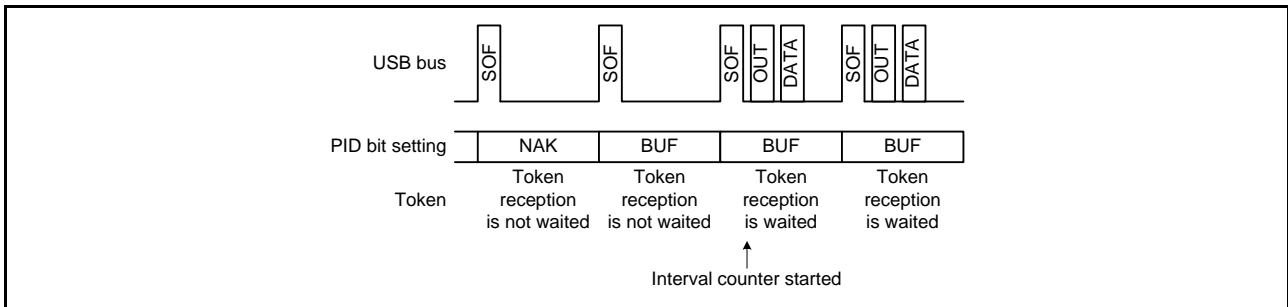 USB bus
SOF
SOF
SOF OUT DATA SOF OUT DATA
PID bit setting NAK BUF BUF BUF
Token
Token reception is not waited
Token reception is not waited
Token reception is waited
Token reception is waited
Interval counter started